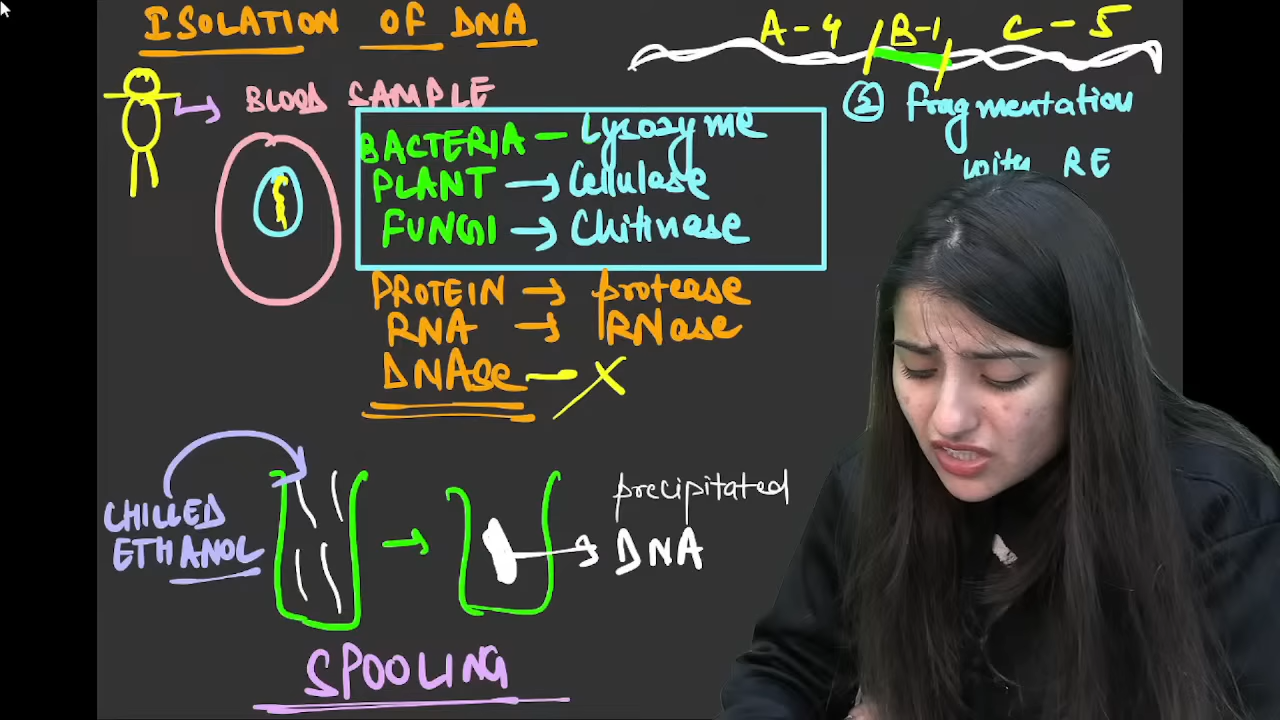 ISOLATION OF DNA
A-4 B-1 C-5
BLOOD SAMPLE
② fragmentation
with RE
BACTERIA - Lysozyme
PLANT → Cellulase
FUNGI → Chitinase
PROTEIN → protease
RNA → RNase
DNAse - X
CHILLED
ETHANOL
precipitated
DNA
SPOOLING